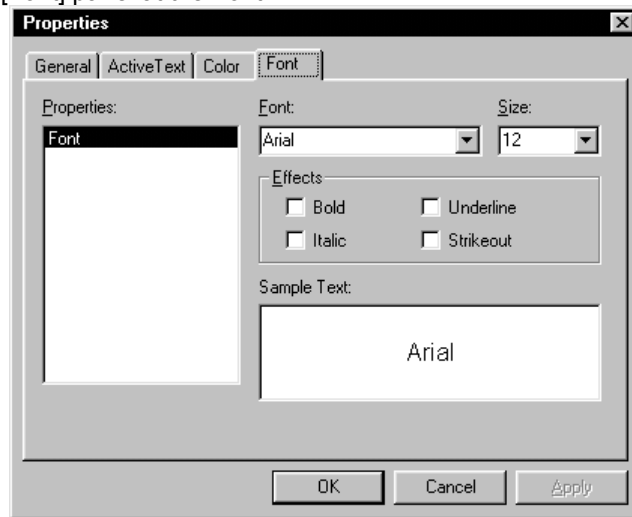 Properties
General ActiveText Color Font
Properties: Font: Size:
Font Arial 12
Effects
Bold Underline
Italic Strikeout
Sample Text:
Arial
OK Cancel Apply